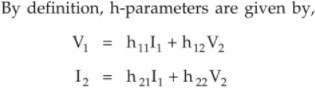 By definition, h-parameters are given by,
V₁ = h₁₁I₁ + h₁₂V₂
I₂ = h₂₁I₁ + h₂₂V₂